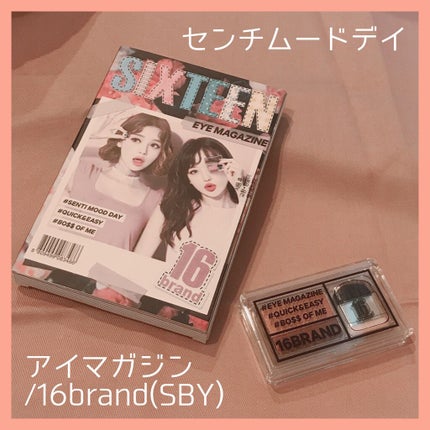 センチムードデイ
SIXTEEN
EYE MAGAZINE
#SENTI MOOD DAY
#QUICK&EASY
#BO$$ OF ME
16
brand
#EYE MAGAZINE
#QUICK&EASY
#BO$$ OF ME
16BRAND
アイマガジン
/16brand(SBY)